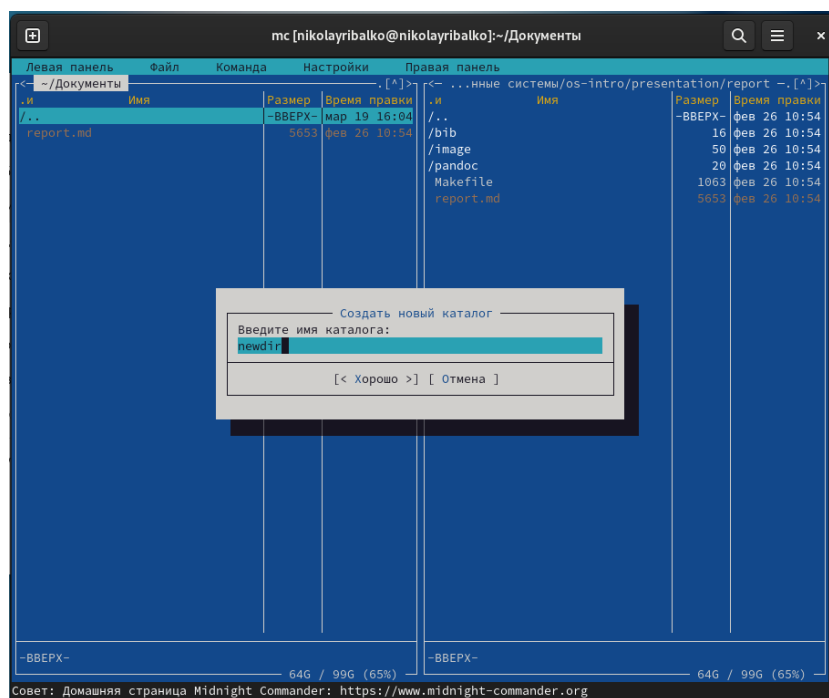 mc [nikolayribalko@nikolayribalko]:~/Документы
Левая панель Файл Команда Настройки Правая панель
<— ~/Документы .[^]>
.и Имя Размер Время правки
/.. -ВВЕРХ- мар 19 16:04
report.md 5653 фев 26 10:54
<— ...нные системы/os-intro/presentation/report —.[^]>
.и Имя Размер Время правки
/.. -ВВЕРХ- фев 26 10:54
/bib 16 фев 26 10:54
/image 50 фев 26 10:54
/pandoc 20 фев 26 10:54
Makefile 1063 фев 26 10:54
report.md 5653 фев 26 10:54
Создать новый каталог
Введите имя каталога:
newdir
[< Хорошо >] [ Отмена ]
-ВВЕРХ-
64G / 99G (65%)
-ВВЕРХ-
64G / 99G (65%)
Совет: Домашняя страница Midnight Commander: https://www.midnight-commander.org